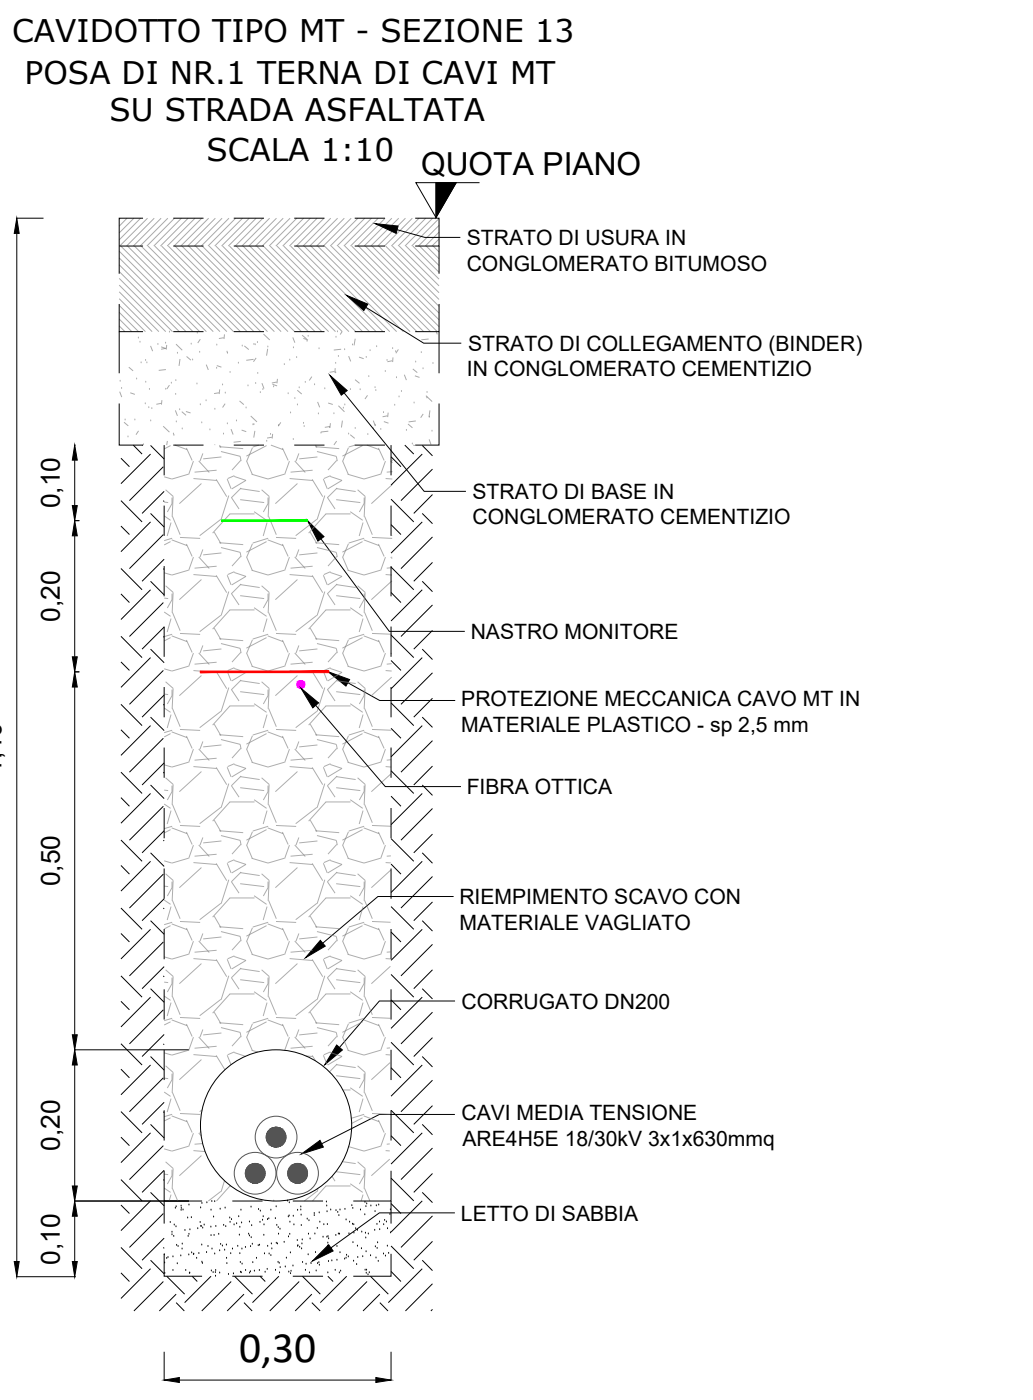 CAVIDOTTO TIPO MT - SEZIONE 13
POSA DI NR.1 TERNA DI CAVI MT
SU STRADA ASFALTATA
SCALA 1:10
QUOTA PIANO
STRATO DI USURA IN
CONGLOMERATO BITUMOSO
STRATO DI COLLEGAMENTO (BINDER)
IN CONGLOMERATO CEMENTIZIO
0,10
STRATO DI BASE IN
CONGLOMERATO CEMENTIZIO
0,20
NASTRO MONITORE
PROTEZIONE MECCANICA CAVO MT IN
MATERIALE PLASTICO - sp 2,5 mm
FIBRA OTTICA
0,50
RIEMPIMENTO SCAVO CON
MATERIALE VAGLIATO
CORRUGATO DN200
0,20
CAVI MEDIA TENSIONE
ARE4H5E 18/30kV 3x1x630mmq
LETTO DI SABBIA
0,10
0,30